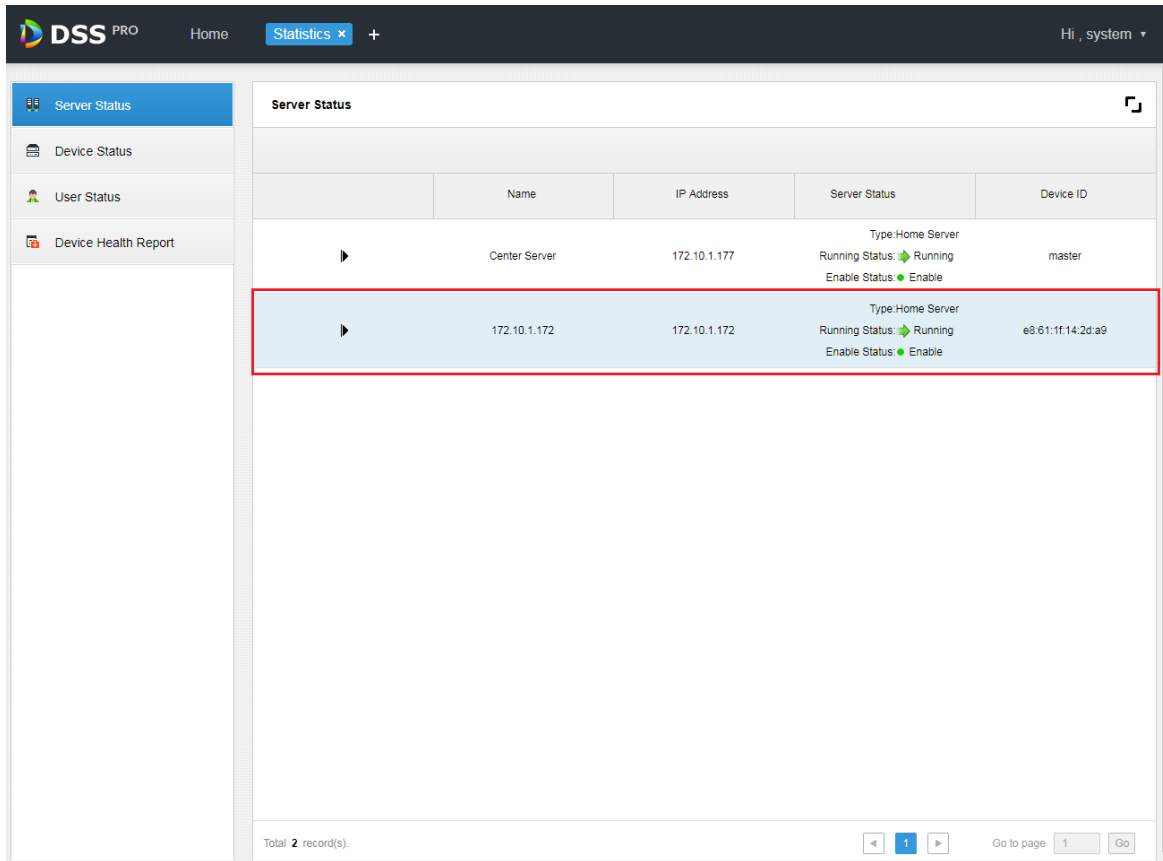 DSS PRO Home Statistics × + Hi , system ▾
Server Status
Device Status
User Status
Device Health Report
Server Status
Name IP Address Server Status Device ID
Center Server 172.10.1.177 Type:Home Server
Running Status: Running
Enable Status: Enable master
172.10.1.172 172.10.1.172 Type:Home Server
Running Status: Running
Enable Status: Enable e8:61:1f:14:2d:a9
Total 2 record(s). 1 Go to page 1 Go